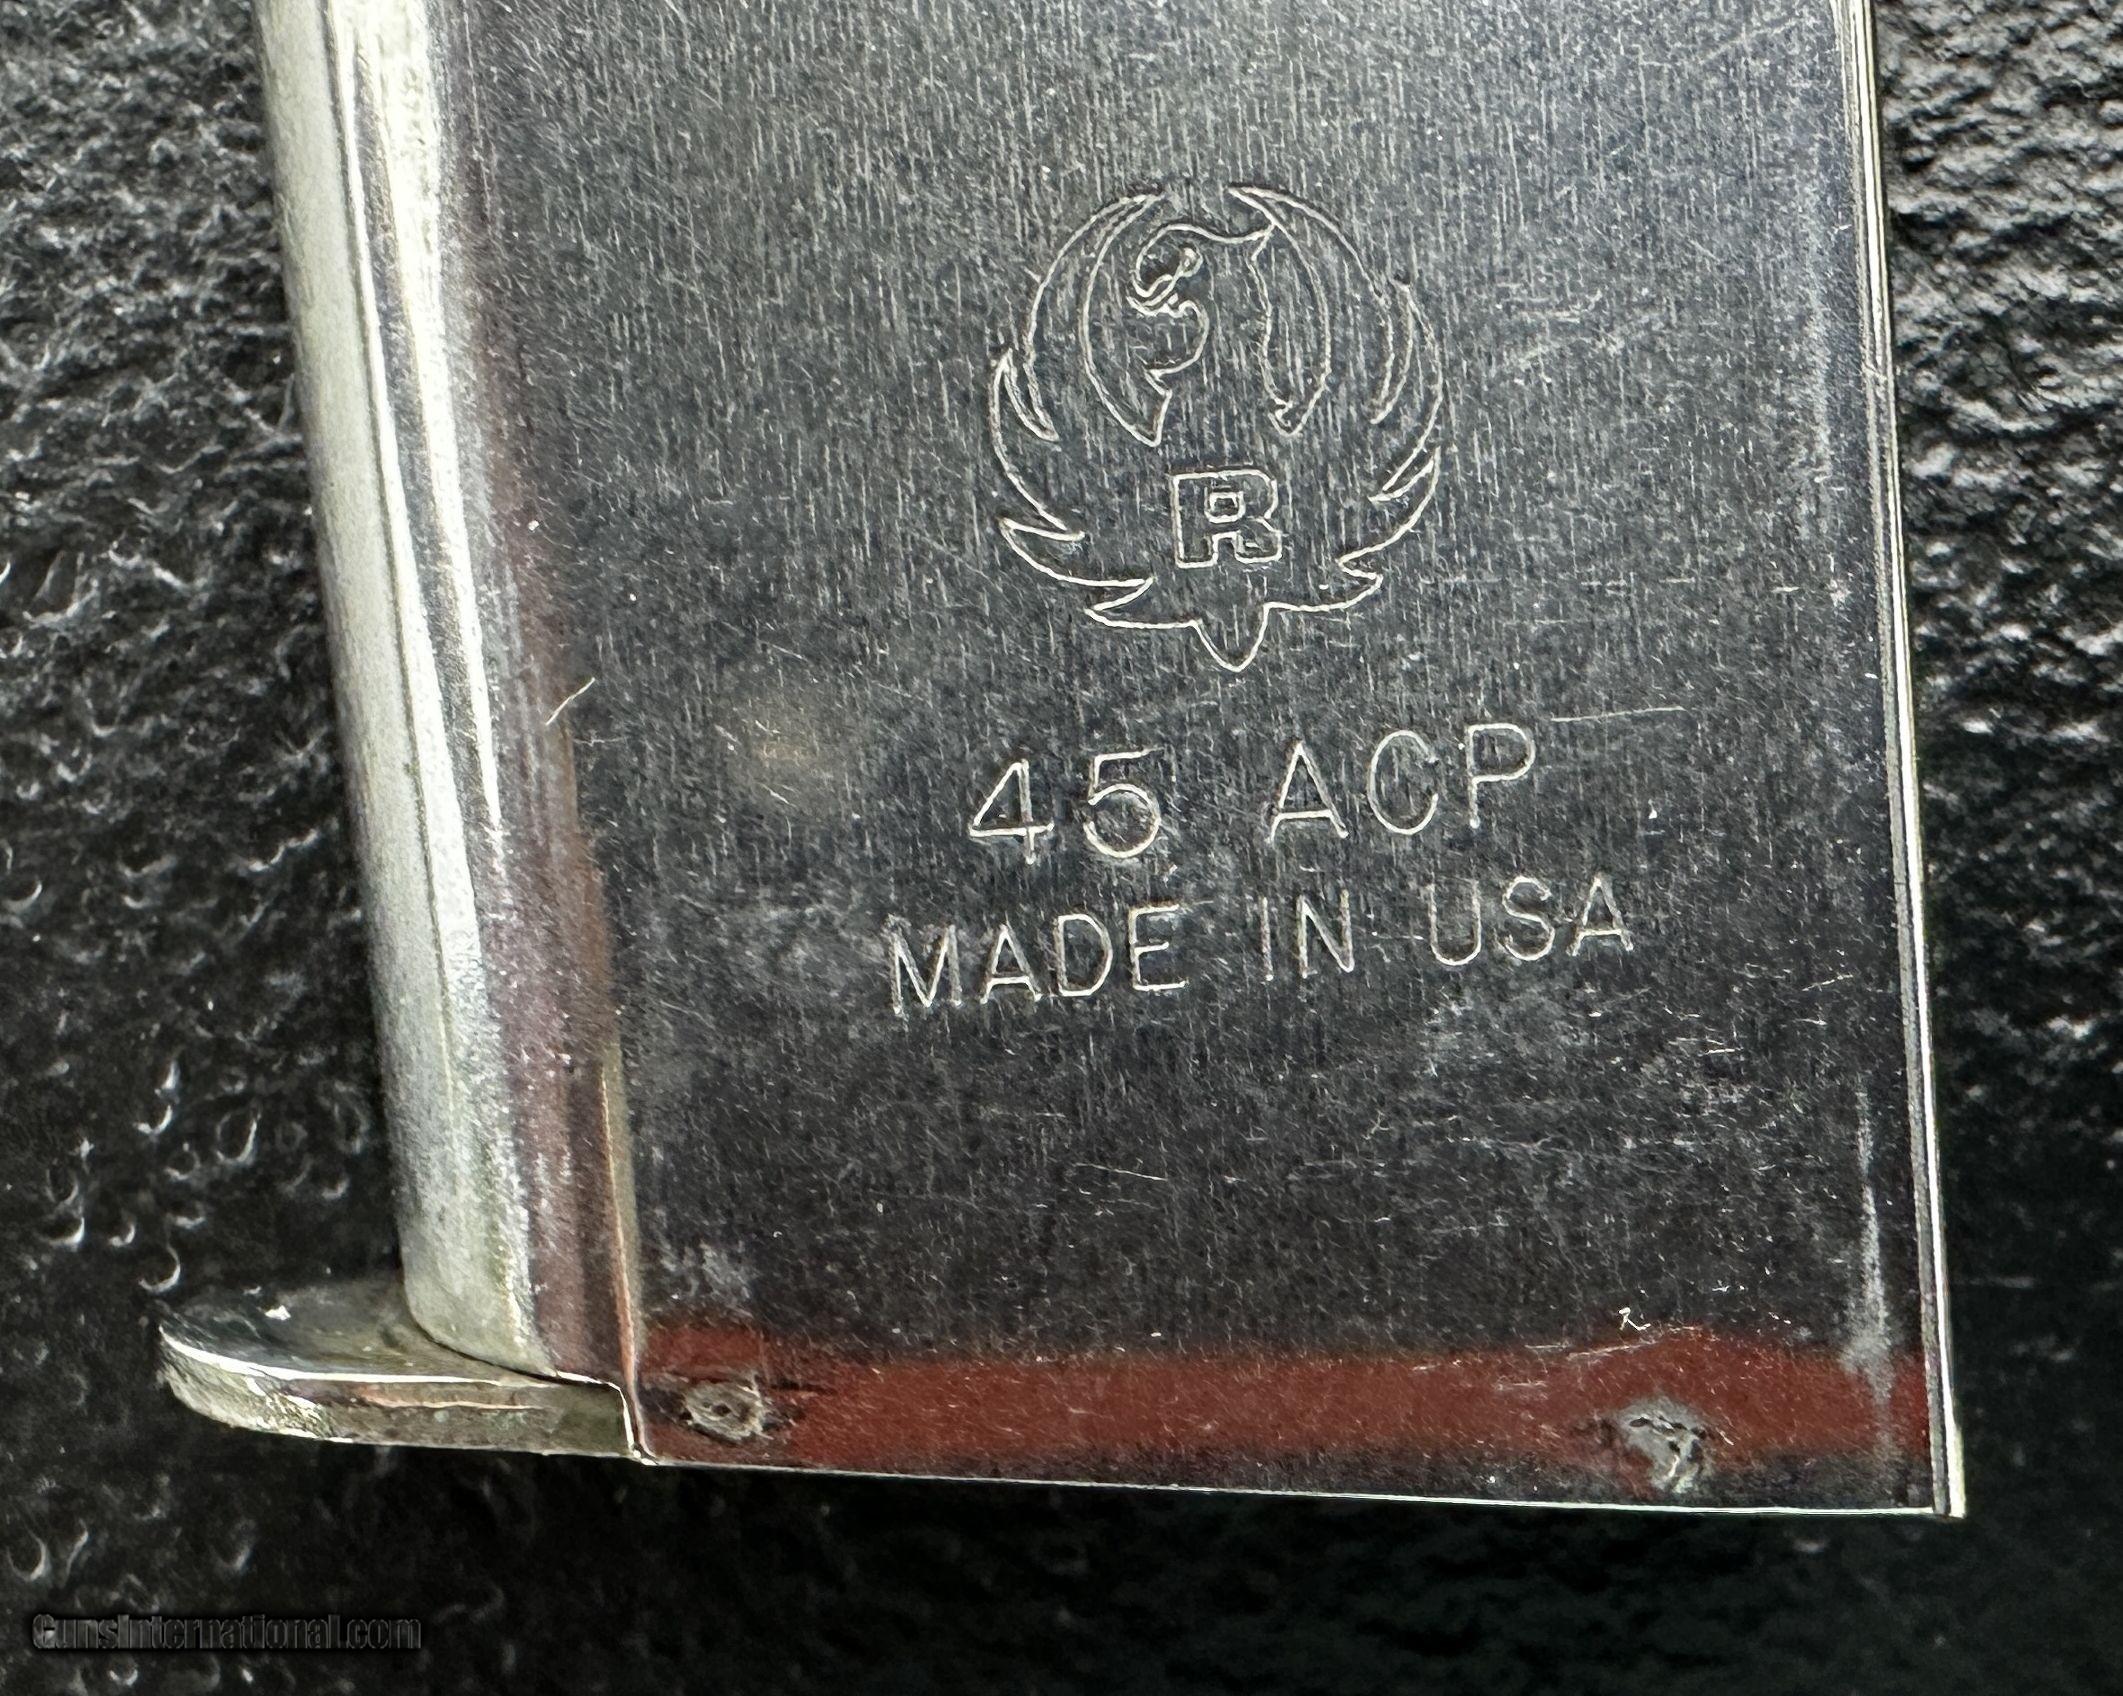 R
45 ACP
MADE IN USA
GunsInternational.com